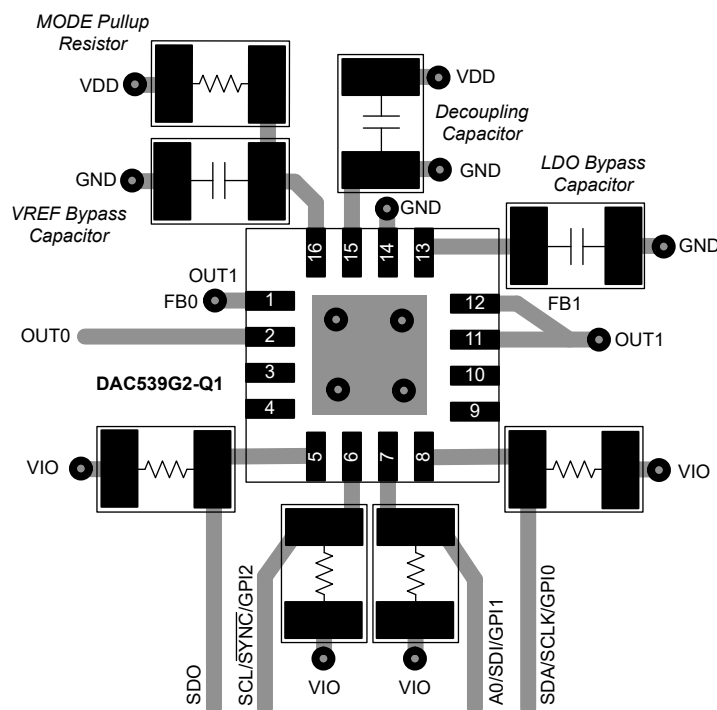 MODE Pullup
Resistor
VDD
VDD
Decoupling
Capacitor
GND
GND
VREF Bypass
Capacitor
LDO Bypass
Capacitor
GND
GND
16
15
14
13
OUT1
FB0
1
2
3
4
OUT0
12
11
10
9
FB1
OUT1
DAC539G2-Q1
VIO
5
6
7
8
VIO
SDO
SCL/SYNC/GPI2
VIO
VIO
A0/SDI/GPI1
SDA/SCLK/GPI0